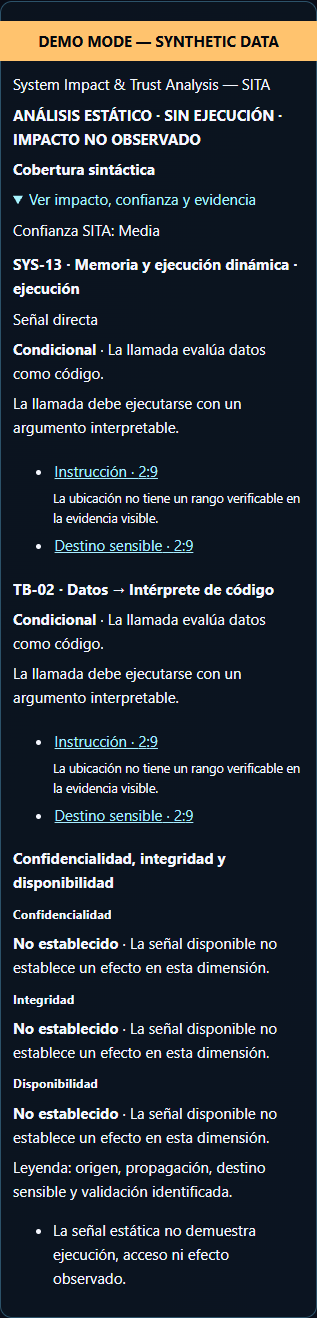 DEMO MODE — SYNTHETIC DATA
System Impact & Trust Analysis — SITA
ANÁLISIS ESTÁTICO · SIN EJECUCIÓN ·
IMPACTO NO OBSERVADO
Cobertura sintáctica
▼ Ver impacto, confianza y evidencia
Confianza SITA: Media
SYS-13 · Memoria y ejecución dinámica ·
ejecución
Señal directa
Condicional · La llamada evalúa datos
como código.
La llamada debe ejecutarse con un
argumento interpretable.
• Instrucción · 2:9
La ubicación no tiene un rango verificable en
la evidencia visible.
• Destino sensible · 2:9
TB-02 · Datos → Intérprete de código
Condicional · La llamada evalúa datos
como código.
La llamada debe ejecutarse con un
argumento interpretable.
• Instrucción · 2:9
La ubicación no tiene un rango verificable en
la evidencia visible.
• Destino sensible · 2:9
Confidencialidad, integridad y
disponibilidad
Confidencialidad
No establecido · La señal disponible no
establece un efecto en esta dimensión.
Integridad
No establecido · La señal disponible no
establece un efecto en esta dimensión.
Disponibilidad
No establecido · La señal disponible no
establece un efecto en esta dimensión.
Leyenda: origen, propagación, destino
sensible y validación identificada.
• La señal estática no demuestra
ejecución, acceso ni efecto
observado.